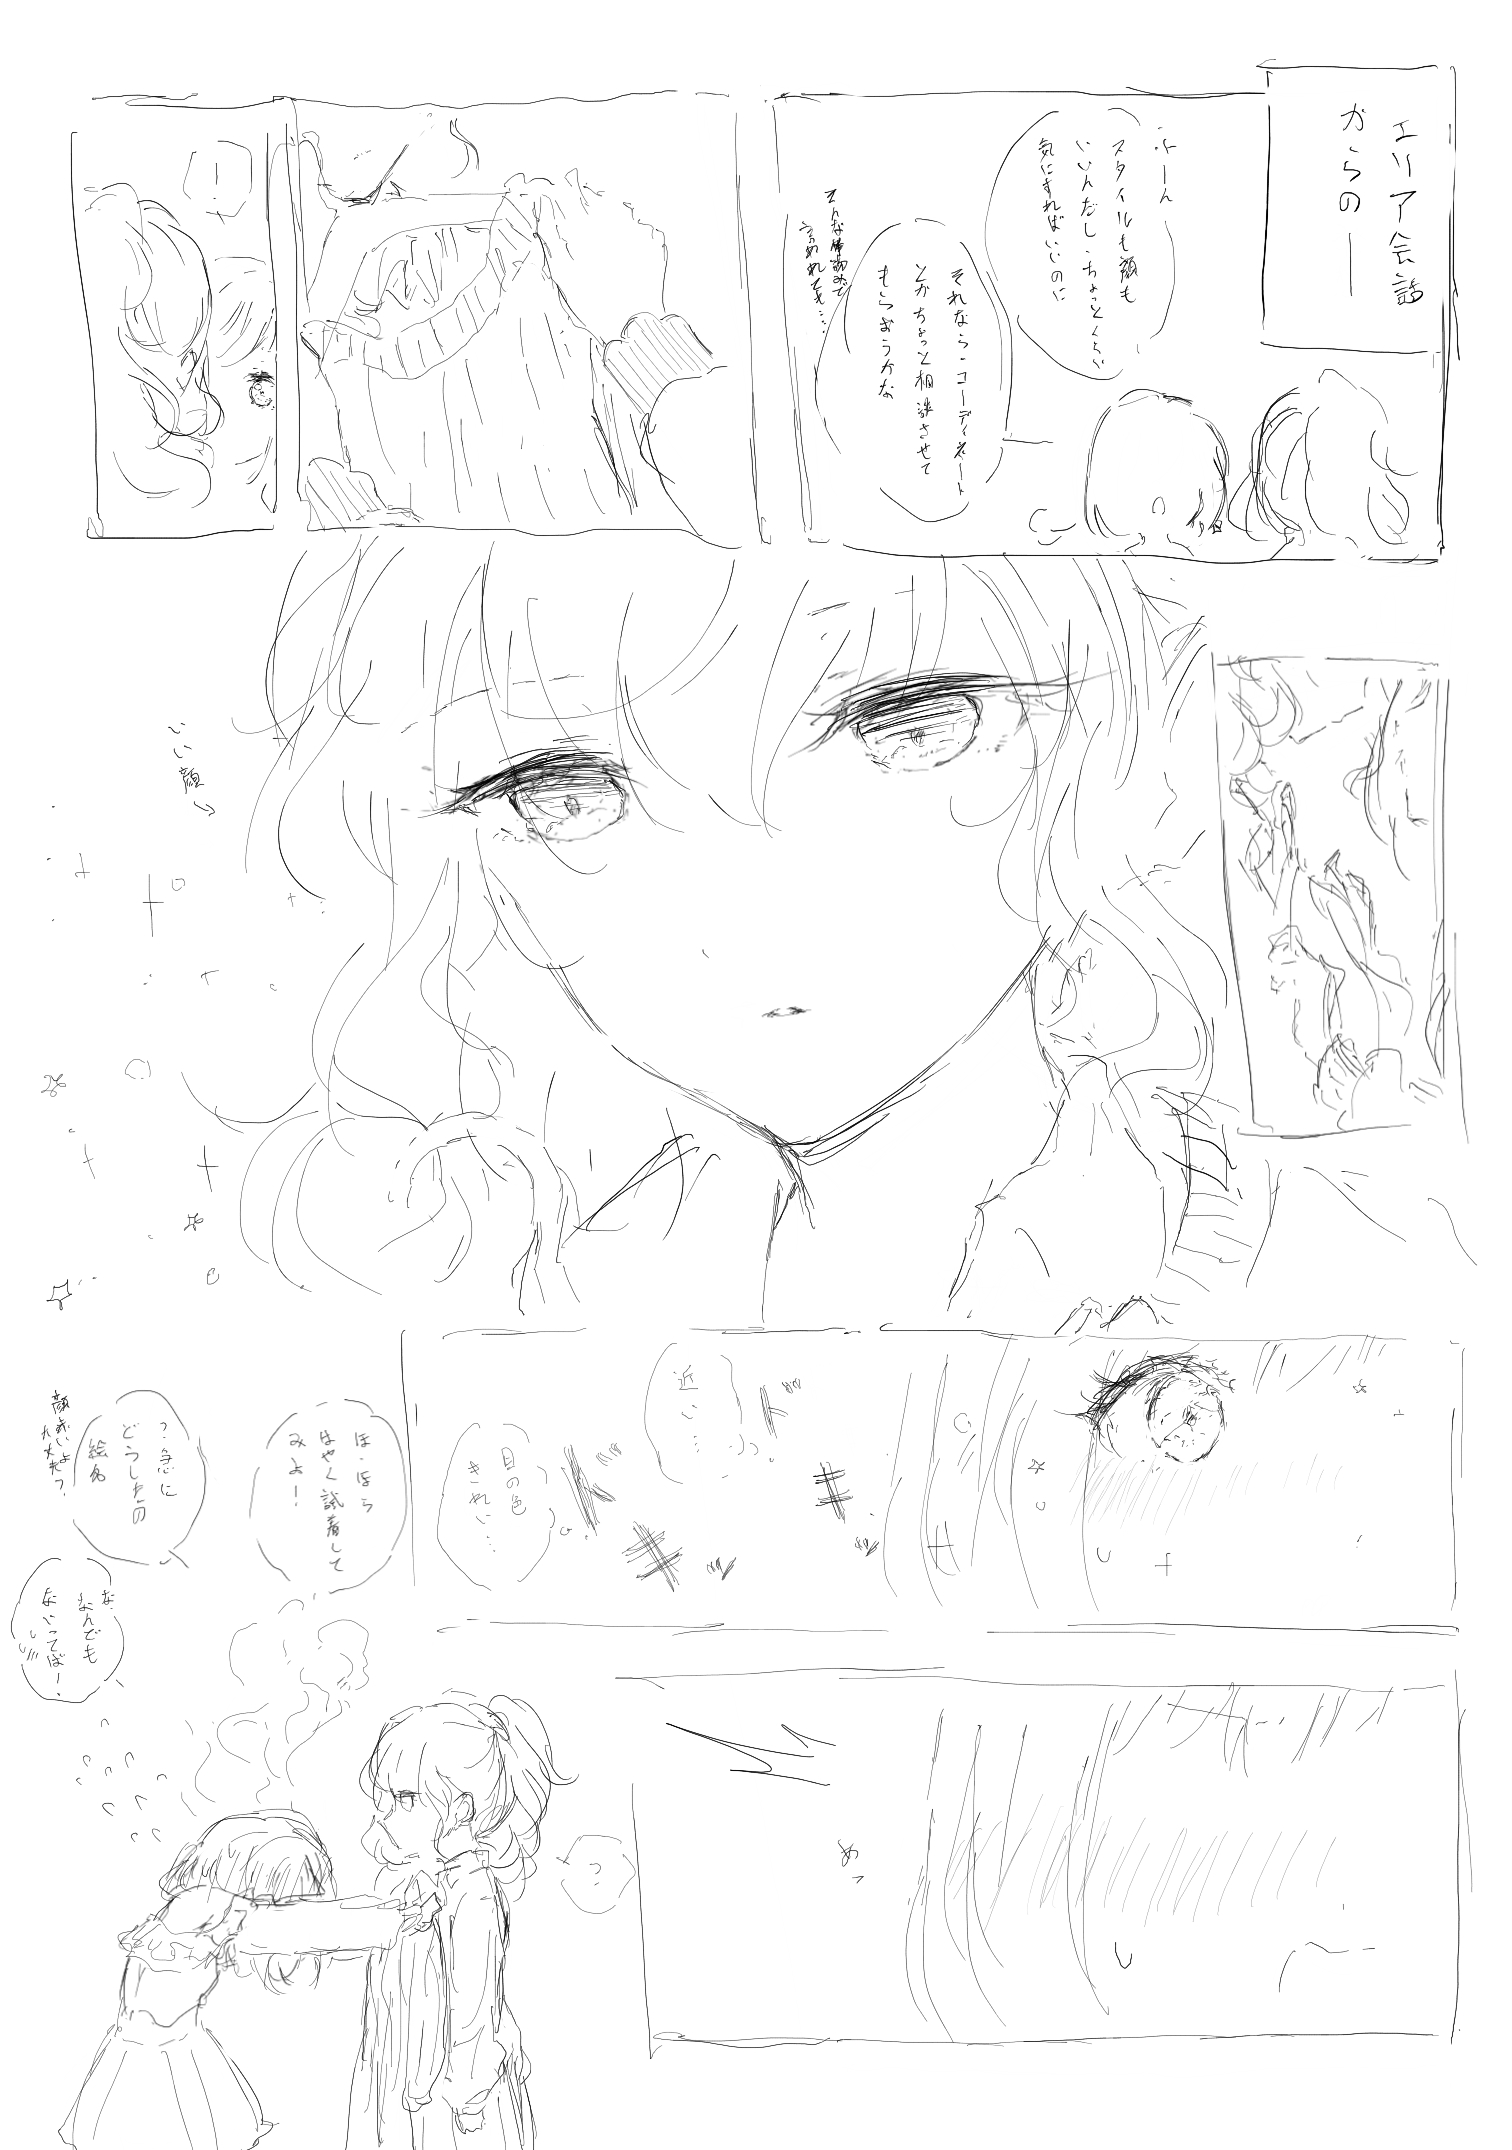 エリア会話
からのー
ふーん
スタイルも顔も
いいんだし、ちょっとくらい
気にすればいいのに
それなら、コーディネート
とかちょっと相談させて
もらおうかな
そんな
言われても…
！
いい顔→
近い…
目の色
きれい…
あっ
ほ、ほら
はやく試着して
みよー！
？、急に
どうしたの
絵名
顔赤いよ
大丈夫？
な、
なんでも
ないってばー！
？